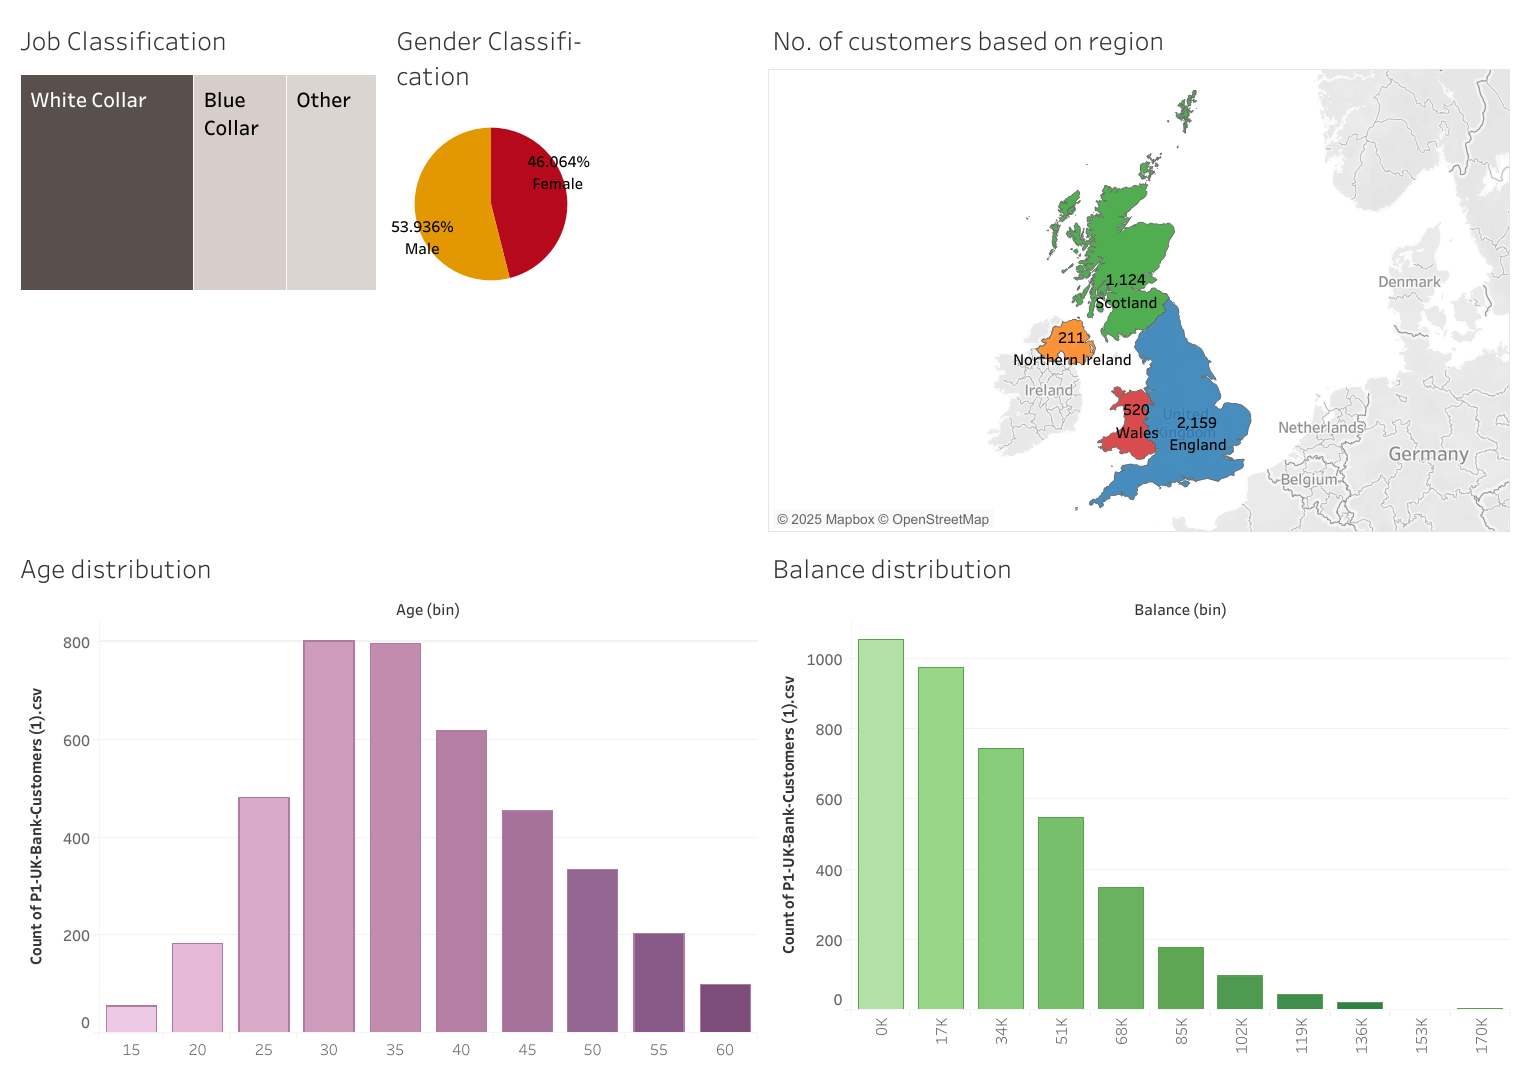 Job Classification
Gender Classifi-
cation
No. of customers based on region
White Collar
Blue
Collar
Other
46.064%
Female
53.936%
Male
1,124
Scotland
211
Northern Ireland
Ireland
520
Wales
United
Kingdom
2,159
England
Denmark
Netherlands
Germany
Belgium
© 2025 Mapbox © OpenStreetMap
Age distribution
Age (bin)
Count of P1-UK-Bank-Customers (1).csv
800
600
400
200
0
15 20 25 30 35 40 45 50 55 60
Balance distribution
Balance (bin)
Count of P1-UK-Bank-Customers (1).csv
1000
800
600
400
200
0
0K 17K 34K 51K 68K 85K 102K 119K 136K 153K 170K